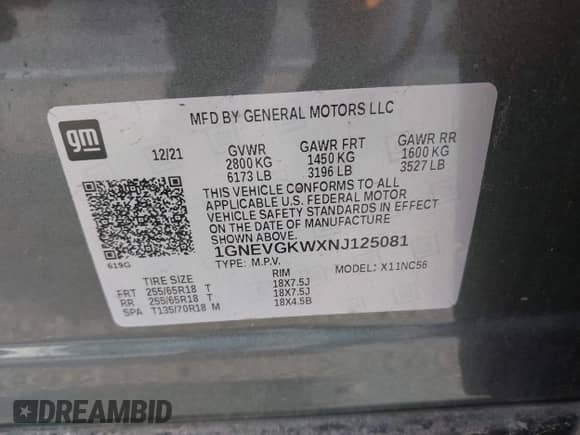 MFD BY GENERAL MOTORS LLC
gm
12/21 GVWR GAWR FRT GAWR RR
2800 KG 1450 KG 1600 KG
6173 LB 3196 LB 3527 LB
THIS VEHICLE CONFORMS TO ALL
APPLICABLE U.S. FEDERAL MOTOR
VEHICLE SAFETY STANDARDS IN EFFECT
ON THE DATE OF MANUFACTURE
1GNEVGKWXNJ125081
619G
TYPE: M.P.V. MODEL: X11NC56
TIRE SIZE RIM
FRT 255/65R18 T 18X7.5J
RR 255/65R18 T 18X7.5J
SPA T135/70R18 M 18X4.5B
DREAMBID